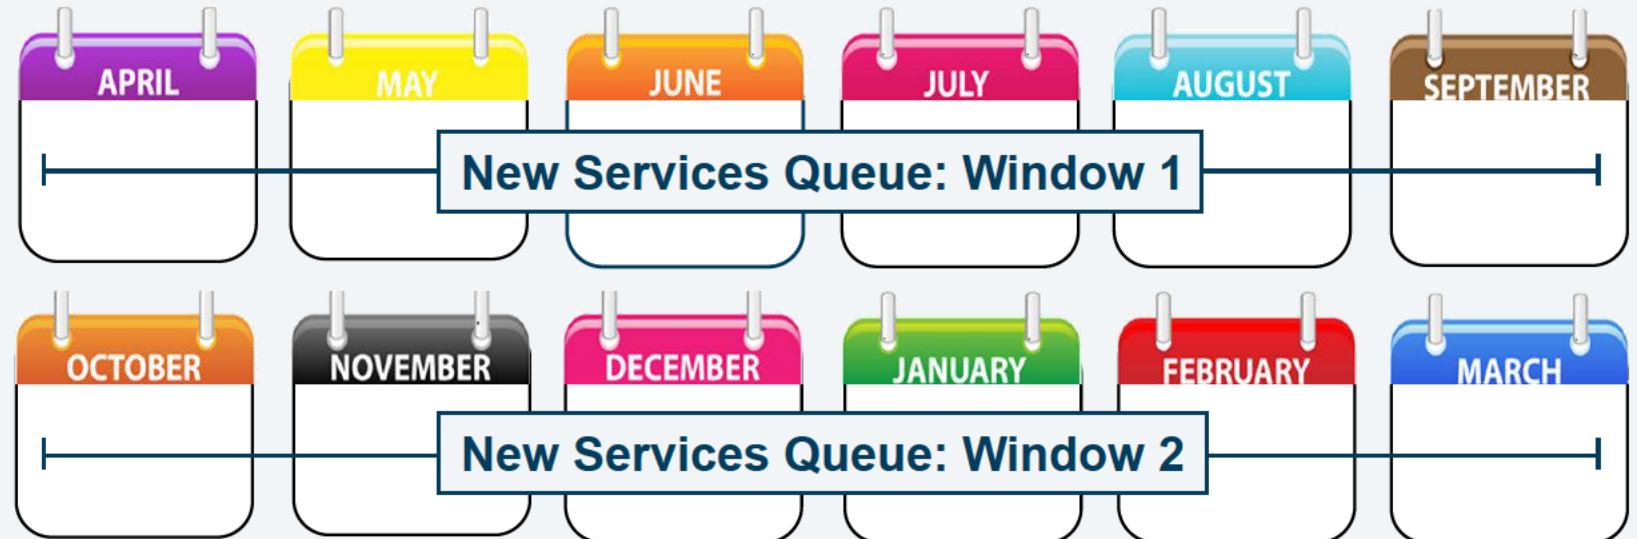 APRIL
MAY
JUNE
JULY
AUGUST
SEPTEMBER
New Services Queue: Window 1
OCTOBER
NOVEMBER
DECEMBER
JANUARY
FEBRUARY
MARCH
New Services Queue: Window 2